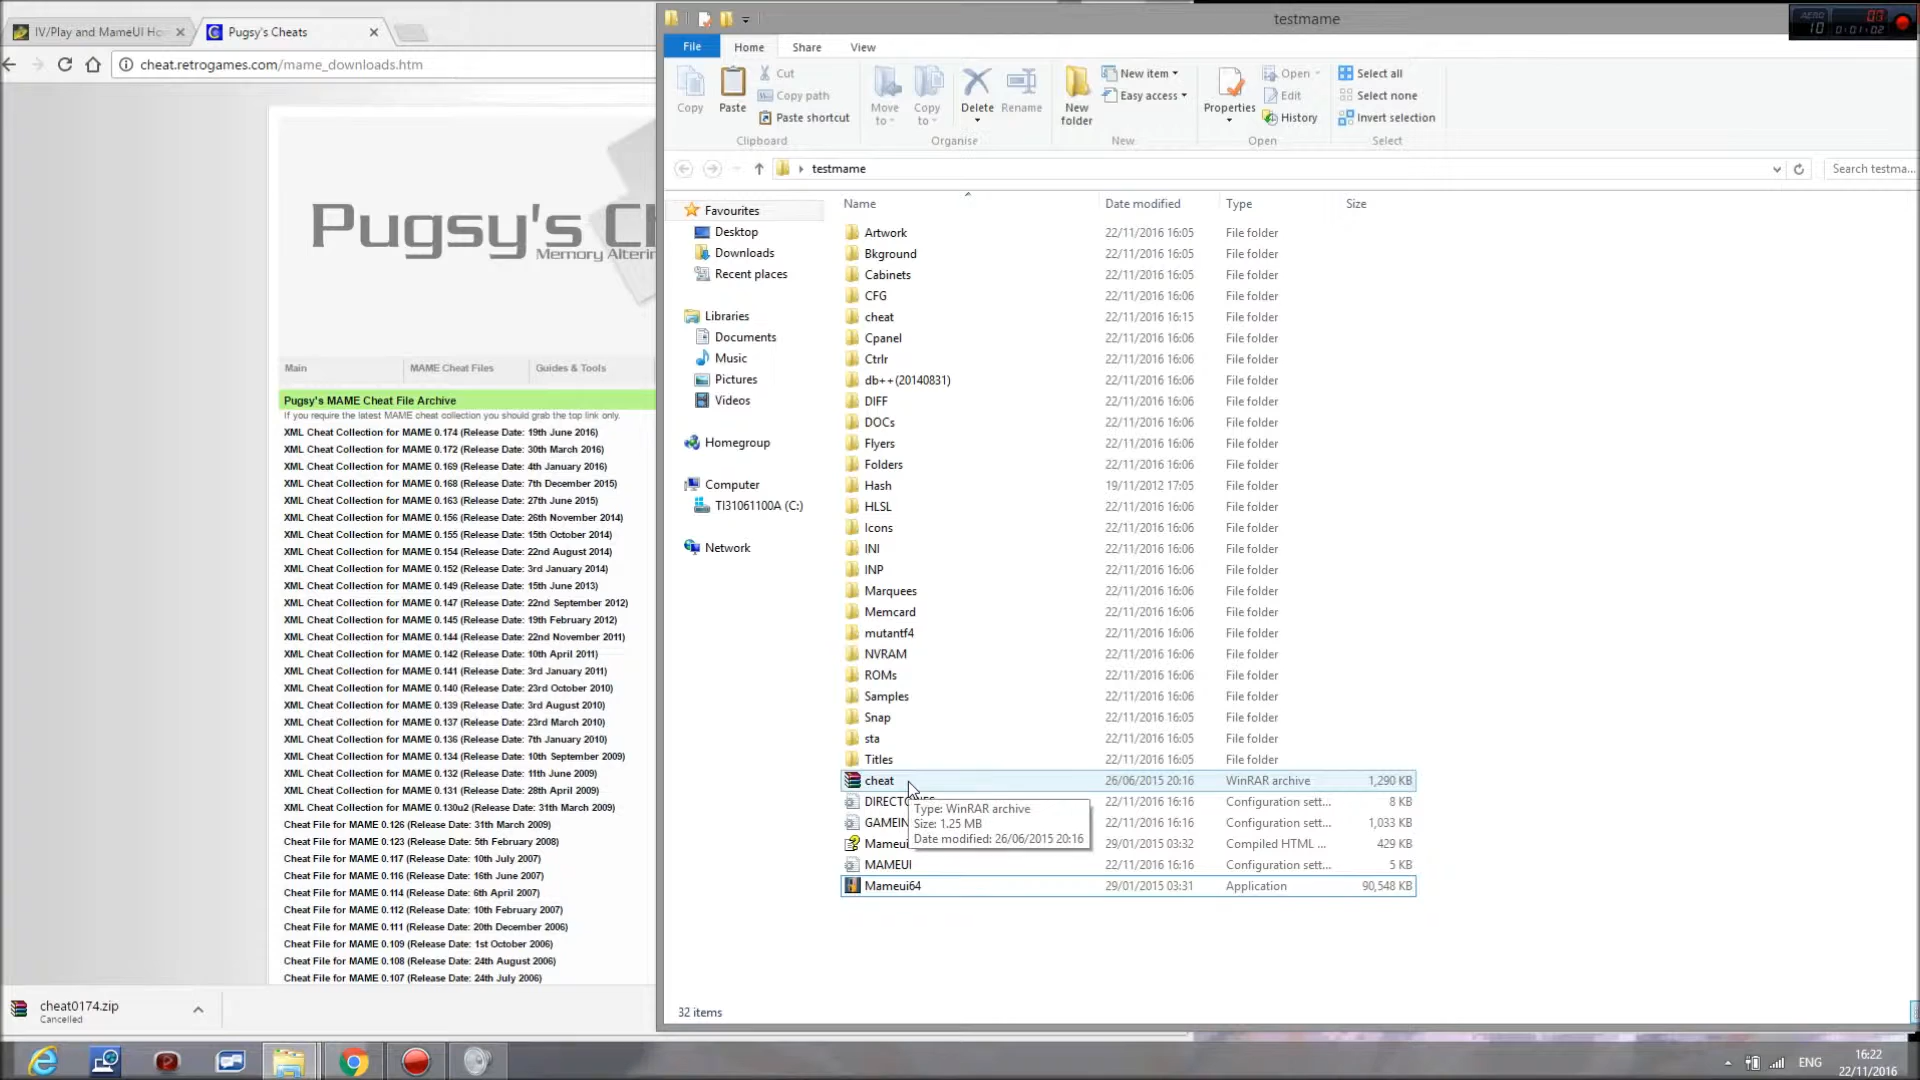 IV/Play and MameUI Ho
Pugsy's Cheats
testmame
cheat.retrogames.com/mame_downloads.htm
File
Home
Share
View
Copy
Paste
Cut
Copy path
Paste shortcut
Clipboard
Move to
Copy to
Delete
Rename
Organise
New folder
New item
Easy access
New
Properties
Open
Edit
History
Open
Select all
Select none
Invert selection
Select
testmame
Search testma...
Pugsy's
Memory Alterin
Main
MAME Cheat Files
Guides & Tools
Pugsy's MAME Cheat File Archive
If you require the latest MAME cheat collection you should grab the top link only.
XML Cheat Collection for MAME 0.174 (Release Date: 19th June 2016)
XML Cheat Collection for MAME 0.172 (Release Date: 30th March 2016)
XML Cheat Collection for MAME 0.169 (Release Date: 4th January 2016)
XML Cheat Collection for MAME 0.168 (Release Date: 7th December 2015)
XML Cheat Collection for MAME 0.163 (Release Date: 27th June 2015)
XML Cheat Collection for MAME 0.156 (Release Date: 26th November 2014)
XML Cheat Collection for MAME 0.155 (Release Date: 15th October 2014)
XML Cheat Collection for MAME 0.154 (Release Date: 22nd August 2014)
XML Cheat Collection for MAME 0.152 (Release Date: 3rd January 2014)
XML Cheat Collection for MAME 0.149 (Release Date: 15th June 2013)
XML Cheat Collection for MAME 0.147 (Release Date: 22nd September 2012)
XML Cheat Collection for MAME 0.145 (Release Date: 19th February 2012)
XML Cheat Collection for MAME 0.144 (Release Date: 22nd November 2011)
XML Cheat Collection for MAME 0.142 (Release Date: 10th April 2011)
XML Cheat Collection for MAME 0.141 (Release Date: 3rd January 2011)
XML Cheat Collection for MAME 0.140 (Release Date: 23rd October 2010)
XML Cheat Collection for MAME 0.139 (Release Date: 3rd August 2010)
XML Cheat Collection for MAME 0.137 (Release Date: 23rd March 2010)
XML Cheat Collection for MAME 0.136 (Release Date: 7th January 2010)
XML Cheat Collection for MAME 0.134 (Release Date: 10th September 2009)
XML Cheat Collection for MAME 0.132 (Release Date: 11th June 2009)
XML Cheat Collection for MAME 0.131 (Release Date: 28th April 2009)
XML Cheat Collection for MAME 0.130u2 (Release Date: 31th March 2009)
Cheat File for MAME 0.126 (Release Date: 31th March 2009)
Cheat File for MAME 0.123 (Release Date: 5th February 2008)
Cheat File for MAME 0.117 (Release Date: 10th July 2007)
Cheat File for MAME 0.116 (Release Date: 16th June 2007)
Cheat File for MAME 0.114 (Release Date: 6th April 2007)
Cheat File for MAME 0.112 (Release Date: 10th February 2007)
Cheat File for MAME 0.111 (Release Date: 20th December 2006)
Cheat File for MAME 0.109 (Release Date: 1st October 2006)
Cheat File for MAME 0.108 (Release Date: 24th August 2006)
Cheat File for MAME 0.107 (Release Date: 24th July 2006)
Favourites
Desktop
Downloads
Recent places
Libraries
Documents
Music
Pictures
Videos
Homegroup
Computer
TI31061100A (C:)
Network
Name Date modified Type Size
Artwork 22/11/2016 16:05 File folder
Bkground 22/11/2016 16:05 File folder
Cabinets 22/11/2016 16:05 File folder
CFG 22/11/2016 16:06 File folder
cheat 22/11/2016 16:15 File folder
Cpanel 22/11/2016 16:06 File folder
Ctrlr 22/11/2016 16:06 File folder
db++(20140831) 22/11/2016 16:06 File folder
DIFF 22/11/2016 16:06 File folder
DOCs 22/11/2016 16:06 File folder
Flyers 22/11/2016 16:06 File folder
Folders 22/11/2016 16:06 File folder
Hash 19/11/2012 17:05 File folder
HLSL 22/11/2016 16:06 File folder
Icons 22/11/2016 16:06 File folder
INI 22/11/2016 16:06 File folder
INP 22/11/2016 16:06 File folder
Marquees 22/11/2016 16:06 File folder
Memcard 22/11/2016 16:06 File folder
mutantf4 22/11/2016 16:06 File folder
NVRAM 22/11/2016 16:06 File folder
ROMs 22/11/2016 16:06 File folder
Samples 22/11/2016 16:06 File folder
Snap 22/11/2016 16:05 File folder
sta 22/11/2016 16:05 File folder
Titles 22/11/2016 16:05 File folder
cheat 26/06/2015 20:16 WinRAR archive 1,290 KB
DIRECTORIES 22/11/2016 16:16 Configuration sett... 8 KB
GAMEIN 22/11/2016 16:16 Configuration sett... 1,033 KB
Mameui 29/01/2015 03:32 Compiled HTML ... 429 KB
MAMEUI 22/11/2016 16:16 Configuration sett... 5 KB
Mameui64 29/01/2015 03:31 Application 90,548 KB
Type: WinRAR archive
Size: 1.25 MB
Date modified: 26/06/2015 20:16
32 items
cheat0174.zip
Cancelled
ENG
16:22
22/11/2016